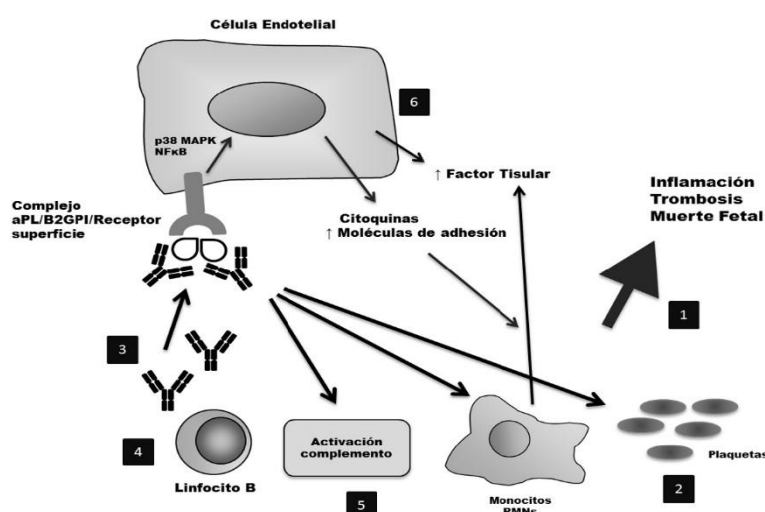 Célula Endotelial
6
p38 MAPK
NFκB
↑ Factor Tisular
Complejo
aPL/B2GPI/Receptor
superficie
Citoquinas
↑ Moléculas de adhesión
Inflamación
Trombosis
Muerte Fetal
1
3
4
Linfocito B
Activación
complemento
5
Monocitos
PMNs
Plaquetas
2